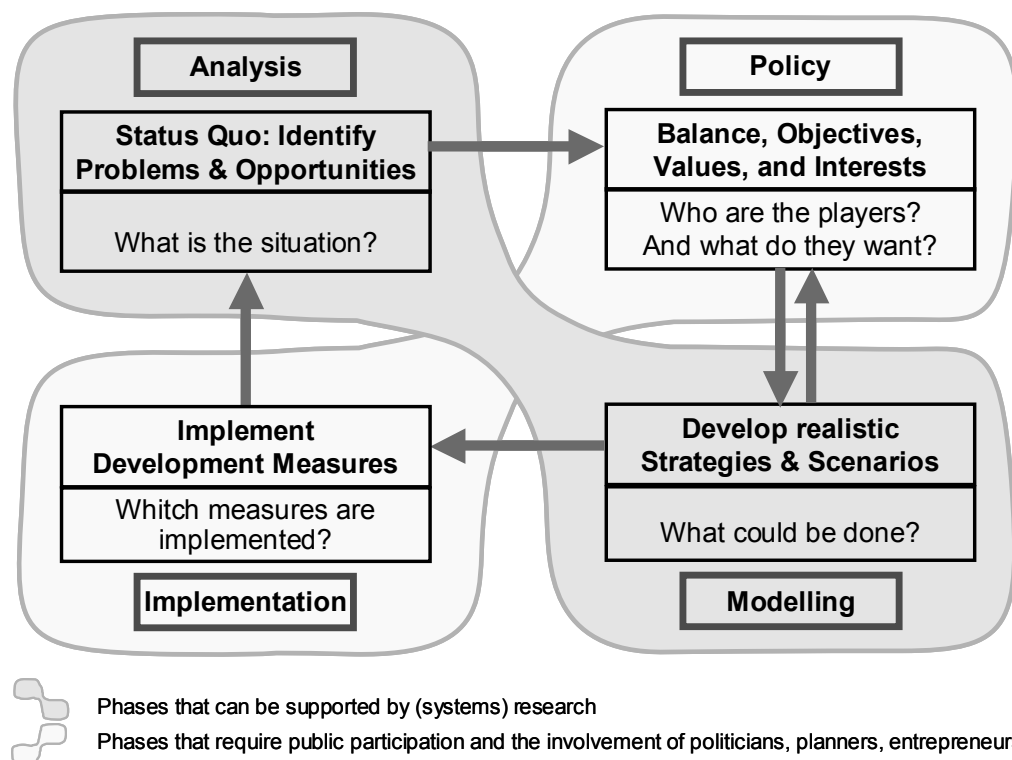 Analysis
Status Quo: Identify
Problems & Opportunities
What is the situation?
Policy
Balance, Objectives,
Values, and Interests
Who are the players?
And what do they want?
Implement
Development Measures
Whitch measures are
implemented?
Implementation
Develop realistic
Strategies & Scenarios
What could be done?
Modelling
Phases that can be supported by (systems) research
Phases that require public participation and the involvement of politicians, planners, entrepreneur